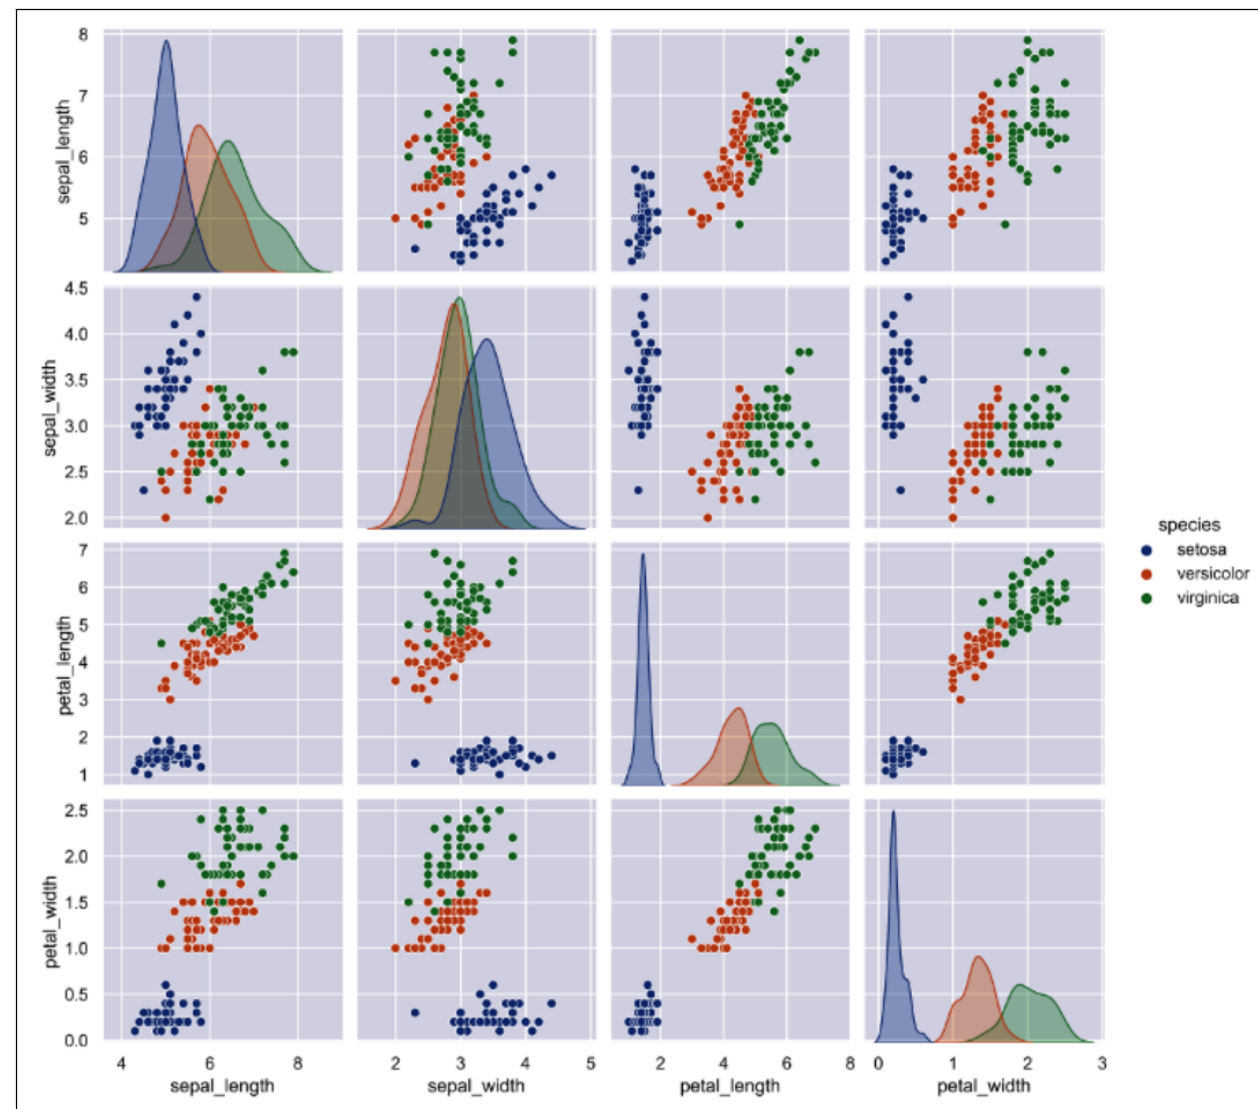 8
7
6
5
sepal_length
4.5
4.0
3.5
3.0
2.5
2.0
sepal_width
7
6
5
4
3
2
1
petal_length
2.5
2.0
1.5
1.0
0.5
0.0
petal_width
4 6 8
sepal_length
2 3 4 5
sepal_width
2 4 6 8
petal_length
0 1 2 3
petal_width
species
setosa
versicolor
virginica